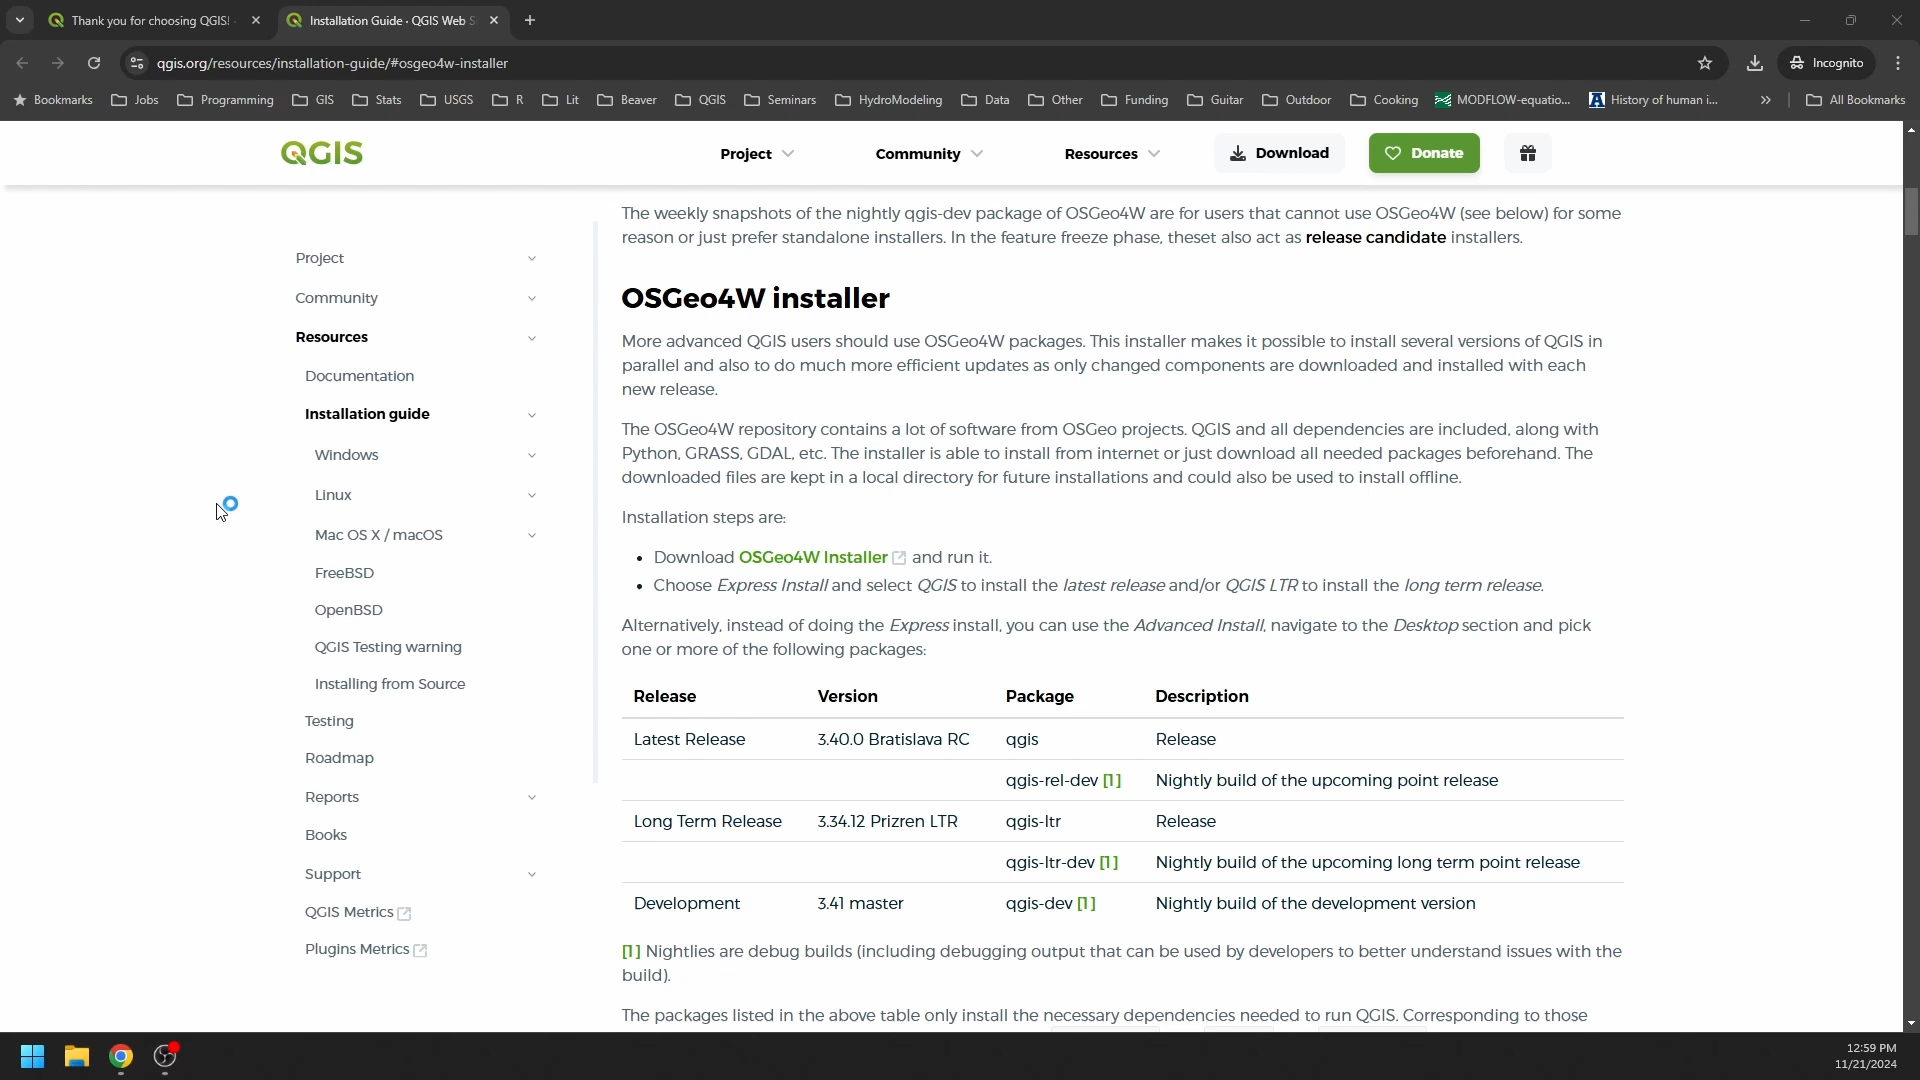 Thank you for choosing QGIS!
Installation Guide · QGIS Web S
qgis.org/resources/installation-guide/#osgeo4w-installer
Incognito
Bookmarks
Jobs
Programming
GIS
Stats
USGS
R
Lit
Beaver
QGIS
Seminars
HydroModeling
Data
Other
Funding
Guitar
Outdoor
Cooking
MODFLOW-equatio...
History of human i...
»
All Bookmarks
QGIS
Project
Community
Resources
Download
Donate
Project
Community
Resources
Documentation
Installation guide
Windows
Linux
Mac OS X / macOS
FreeBSD
OpenBSD
QGIS Testing warning
Installing from Source
Testing
Roadmap
Reports
Books
Support
QGIS Metrics
Plugins Metrics
The weekly snapshots of the nightly qgis-dev package of OSGeo4W are for users that cannot use OSGeo4W (see below) for some
reason or just prefer standalone installers. In the feature freeze phase, theset also act as release candidate installers.
OSGeo4W installer
More advanced QGIS users should use OSGeo4W packages. This installer makes it possible to install several versions of QGIS in
parallel and also to do much more efficient updates as only changed components are downloaded and installed with each
new release.
The OSGeo4W repository contains a lot of software from OSGeo projects. QGIS and all dependencies are included, along with
Python, GRASS, GDAL, etc. The installer is able to install from internet or just download all needed packages beforehand. The
downloaded files are kept in a local directory for future installations and could also be used to install offline.
Installation steps are:
• Download OSGeo4W Installer and run it.
• Choose Express Install and select QGIS to install the latest release and/or QGIS LTR to install the long term release.
Alternatively, instead of doing the Express install, you can use the Advanced Install, navigate to the Desktop section and pick
one or more of the following packages:
Release Version Package Description
Latest Release 3.40.0 Bratislava RC qgis Release
qgis-rel-dev [1] Nightly build of the upcoming point release
Long Term Release 3.34.12 Prizren LTR qgis-ltr Release
qgis-ltr-dev [1] Nightly build of the upcoming long term point release
Development 3.41 master qgis-dev [1] Nightly build of the development version
[1] Nightlies are debug builds (including debugging output that can be used by developers to better understand issues with the
build).
The packages listed in the above table only install the necessary dependencies needed to run QGIS. Corresponding to those
12:59 PM
11/21/2024